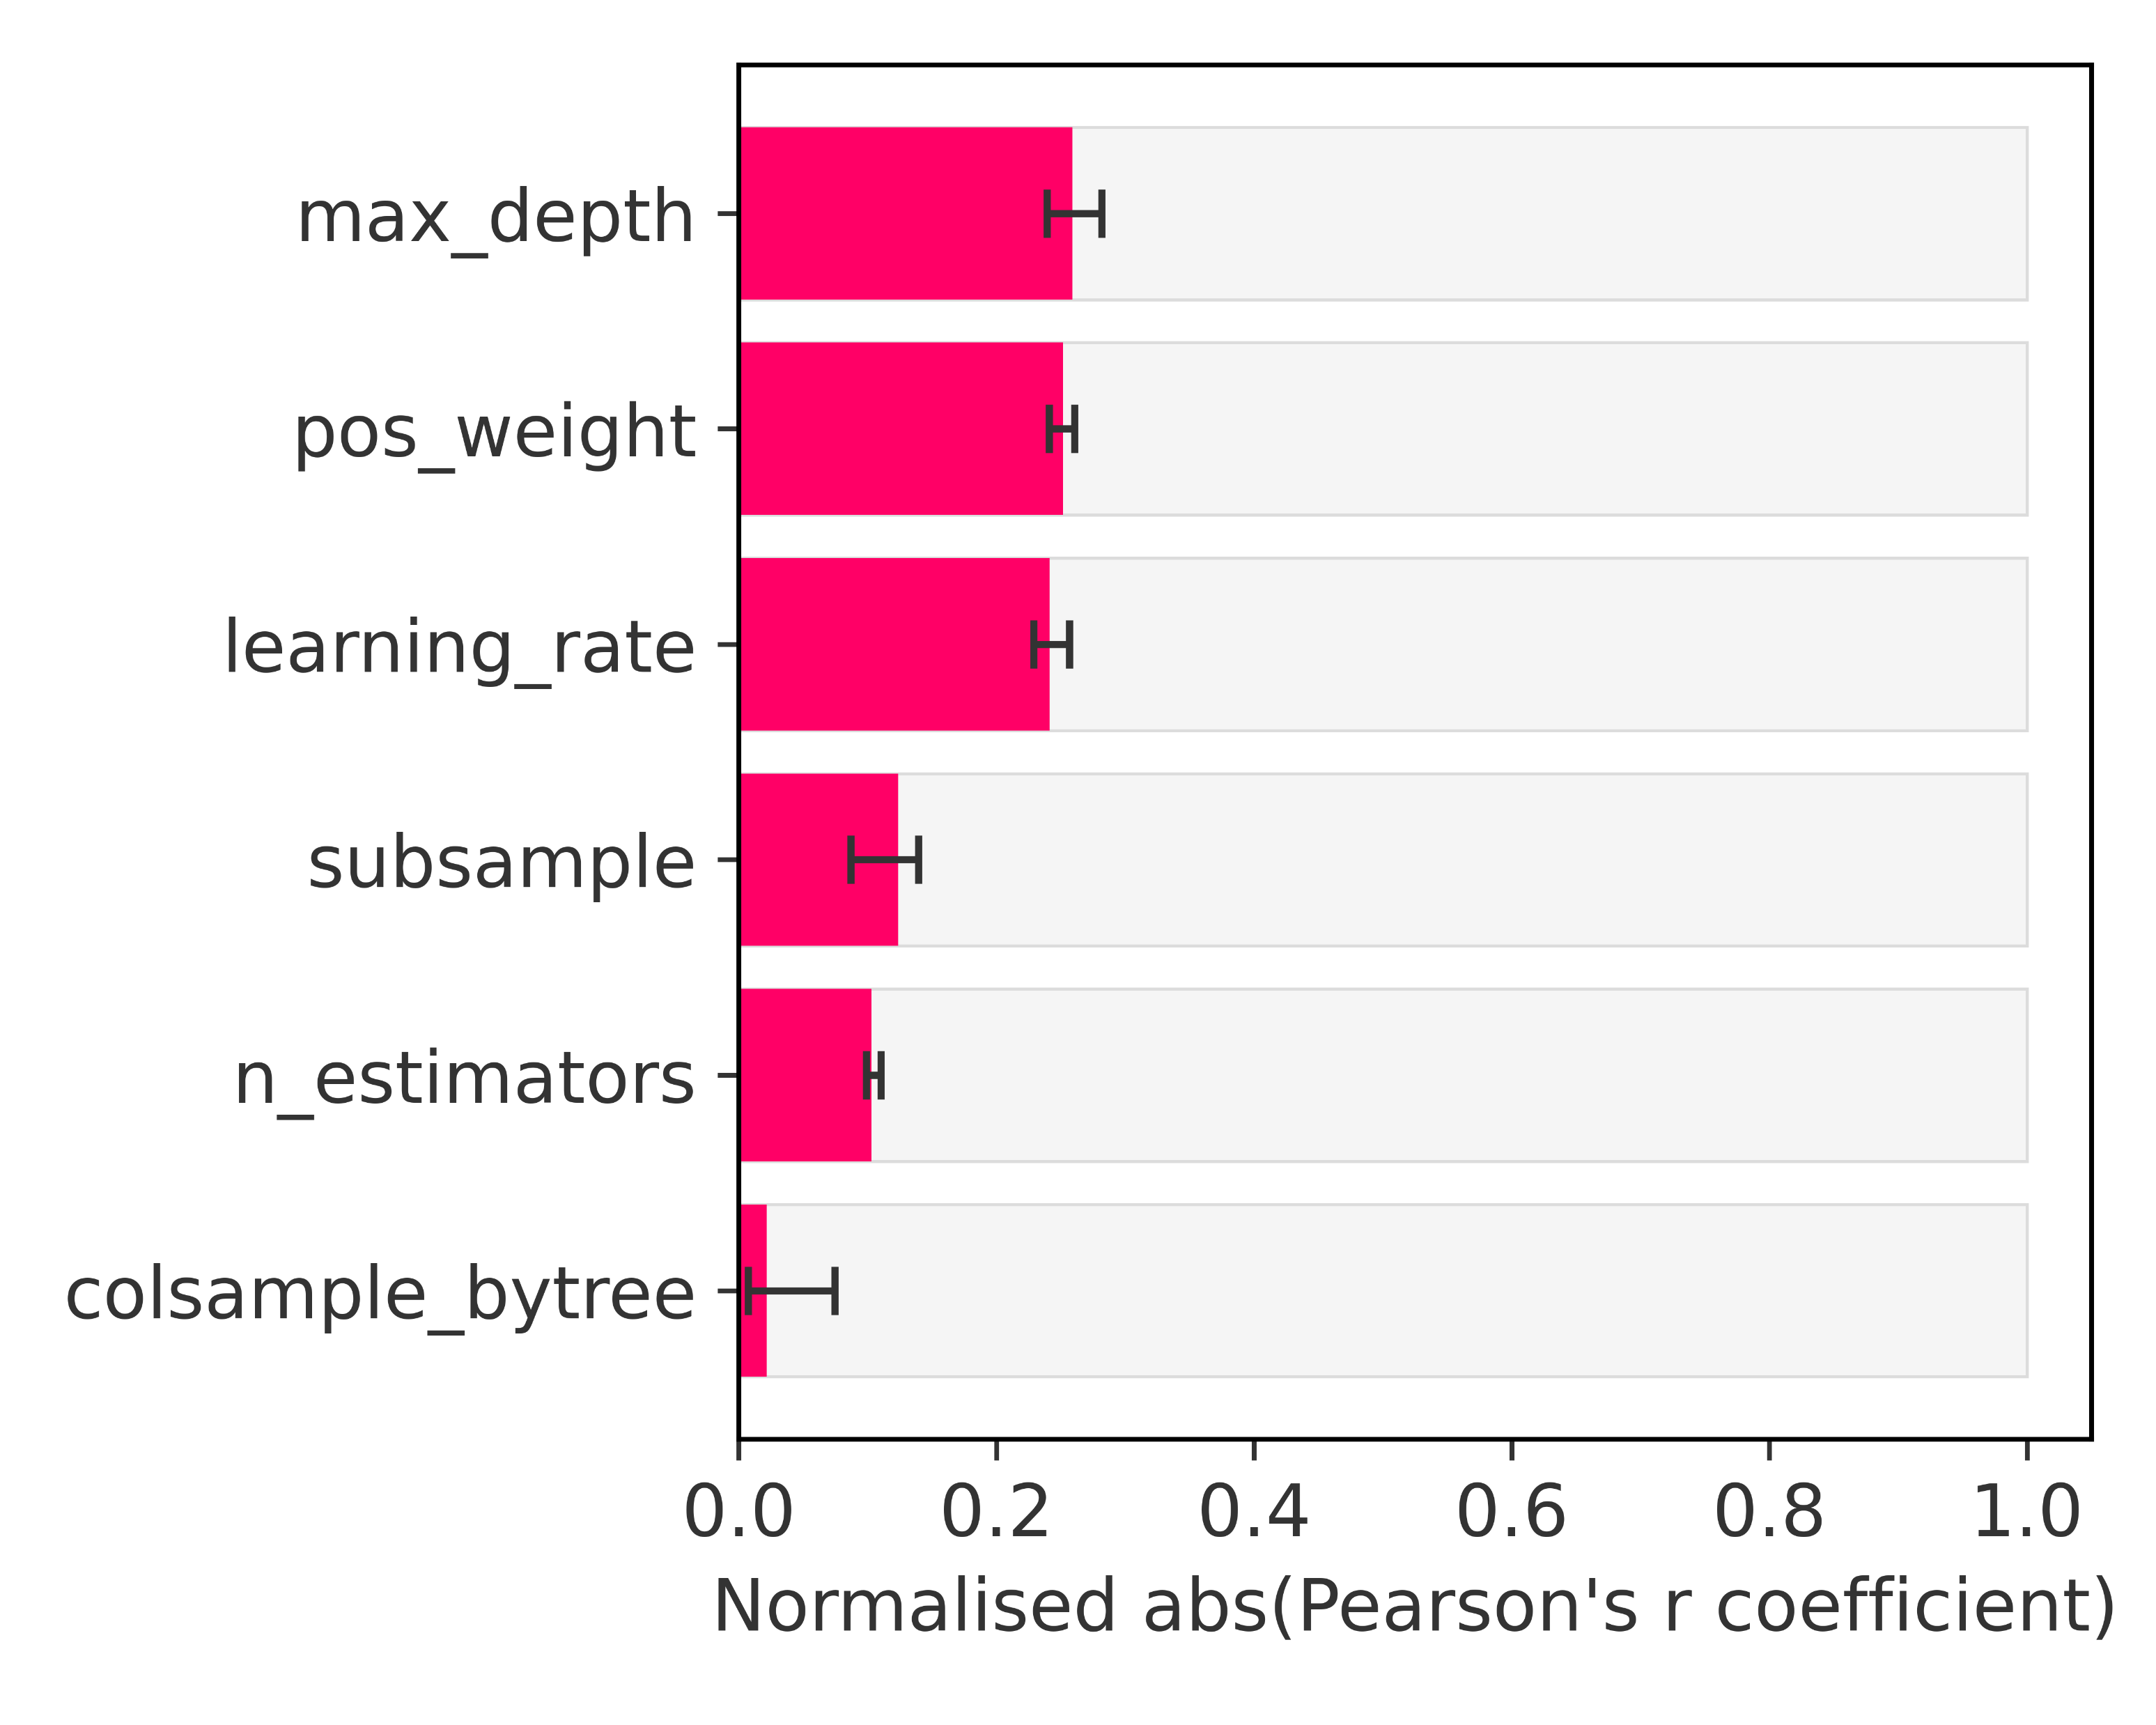 max_depth
pos_weight
learning_rate
subsample
n_estimators
colsample_bytree
0.0 0.2 0.4 0.6 0.8 1.0
Normalised abs(Pearson's r coefficient)